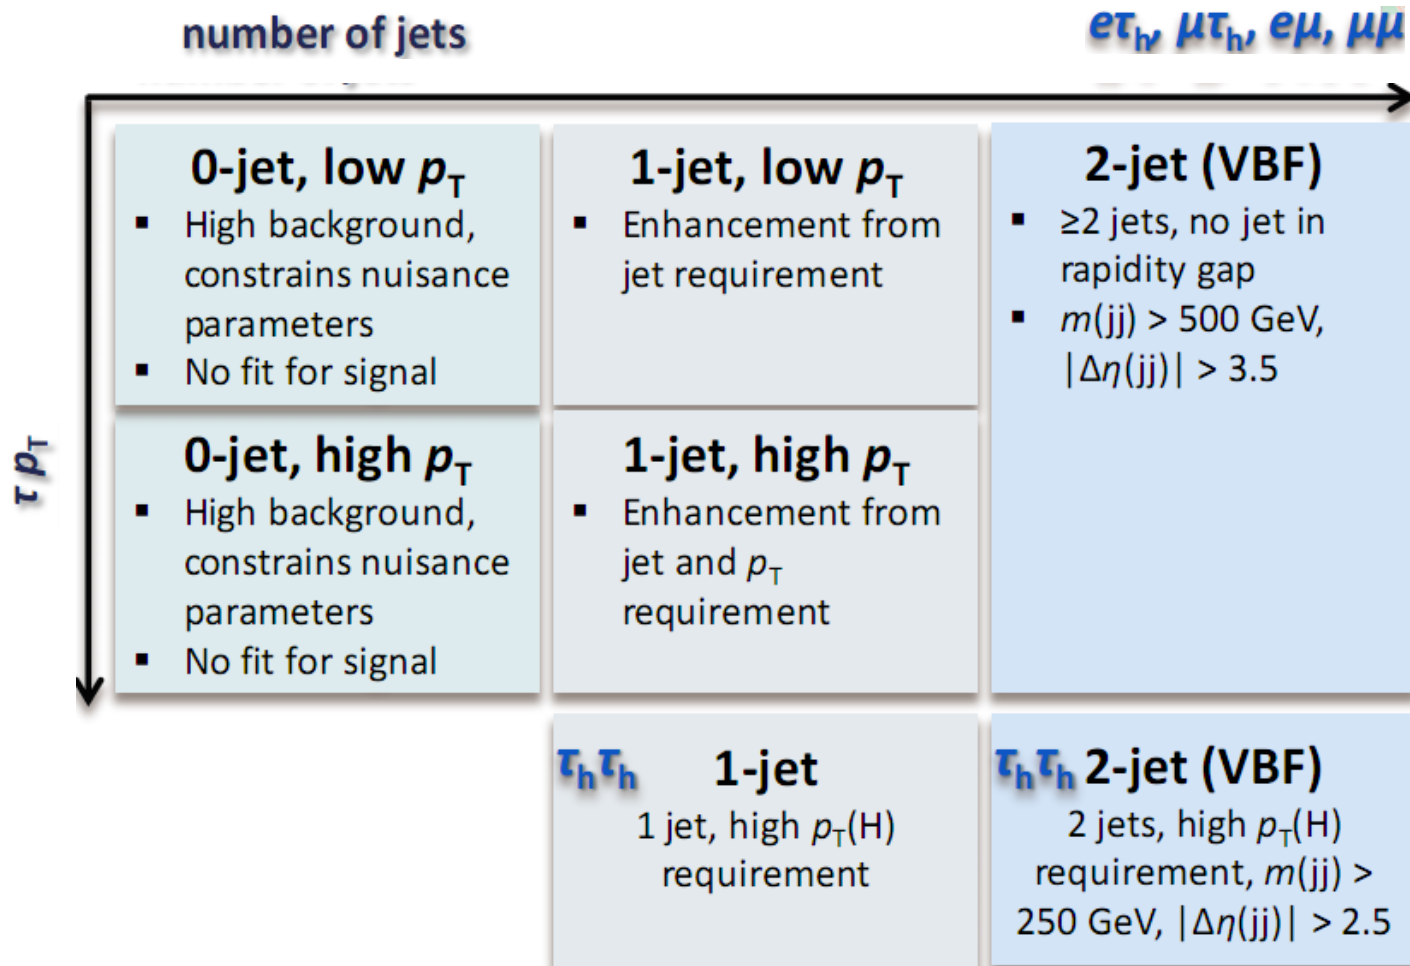 number of jets
eτh, μτh, eμ, μμ
τ pT
0-jet, low pT
▪ High background,
constrains nuisance
parameters
▪ No fit for signal
1-jet, low pT
▪ Enhancement from
jet requirement
2-jet (VBF)
▪ ≥2 jets, no jet in
rapidity gap
▪ m(jj) > 500 GeV,
|Δη(jj)| > 3.5
0-jet, high pT
▪ High background,
constrains nuisance
parameters
▪ No fit for signal
1-jet, high pT
▪ Enhancement from
jet and pT
requirement
τhτh 1-jet
1 jet, high pT(H)
requirement
τhτh 2-jet (VBF)
2 jets, high pT(H)
requirement, m(jj) >
250 GeV, |Δη(jj)| > 2.5